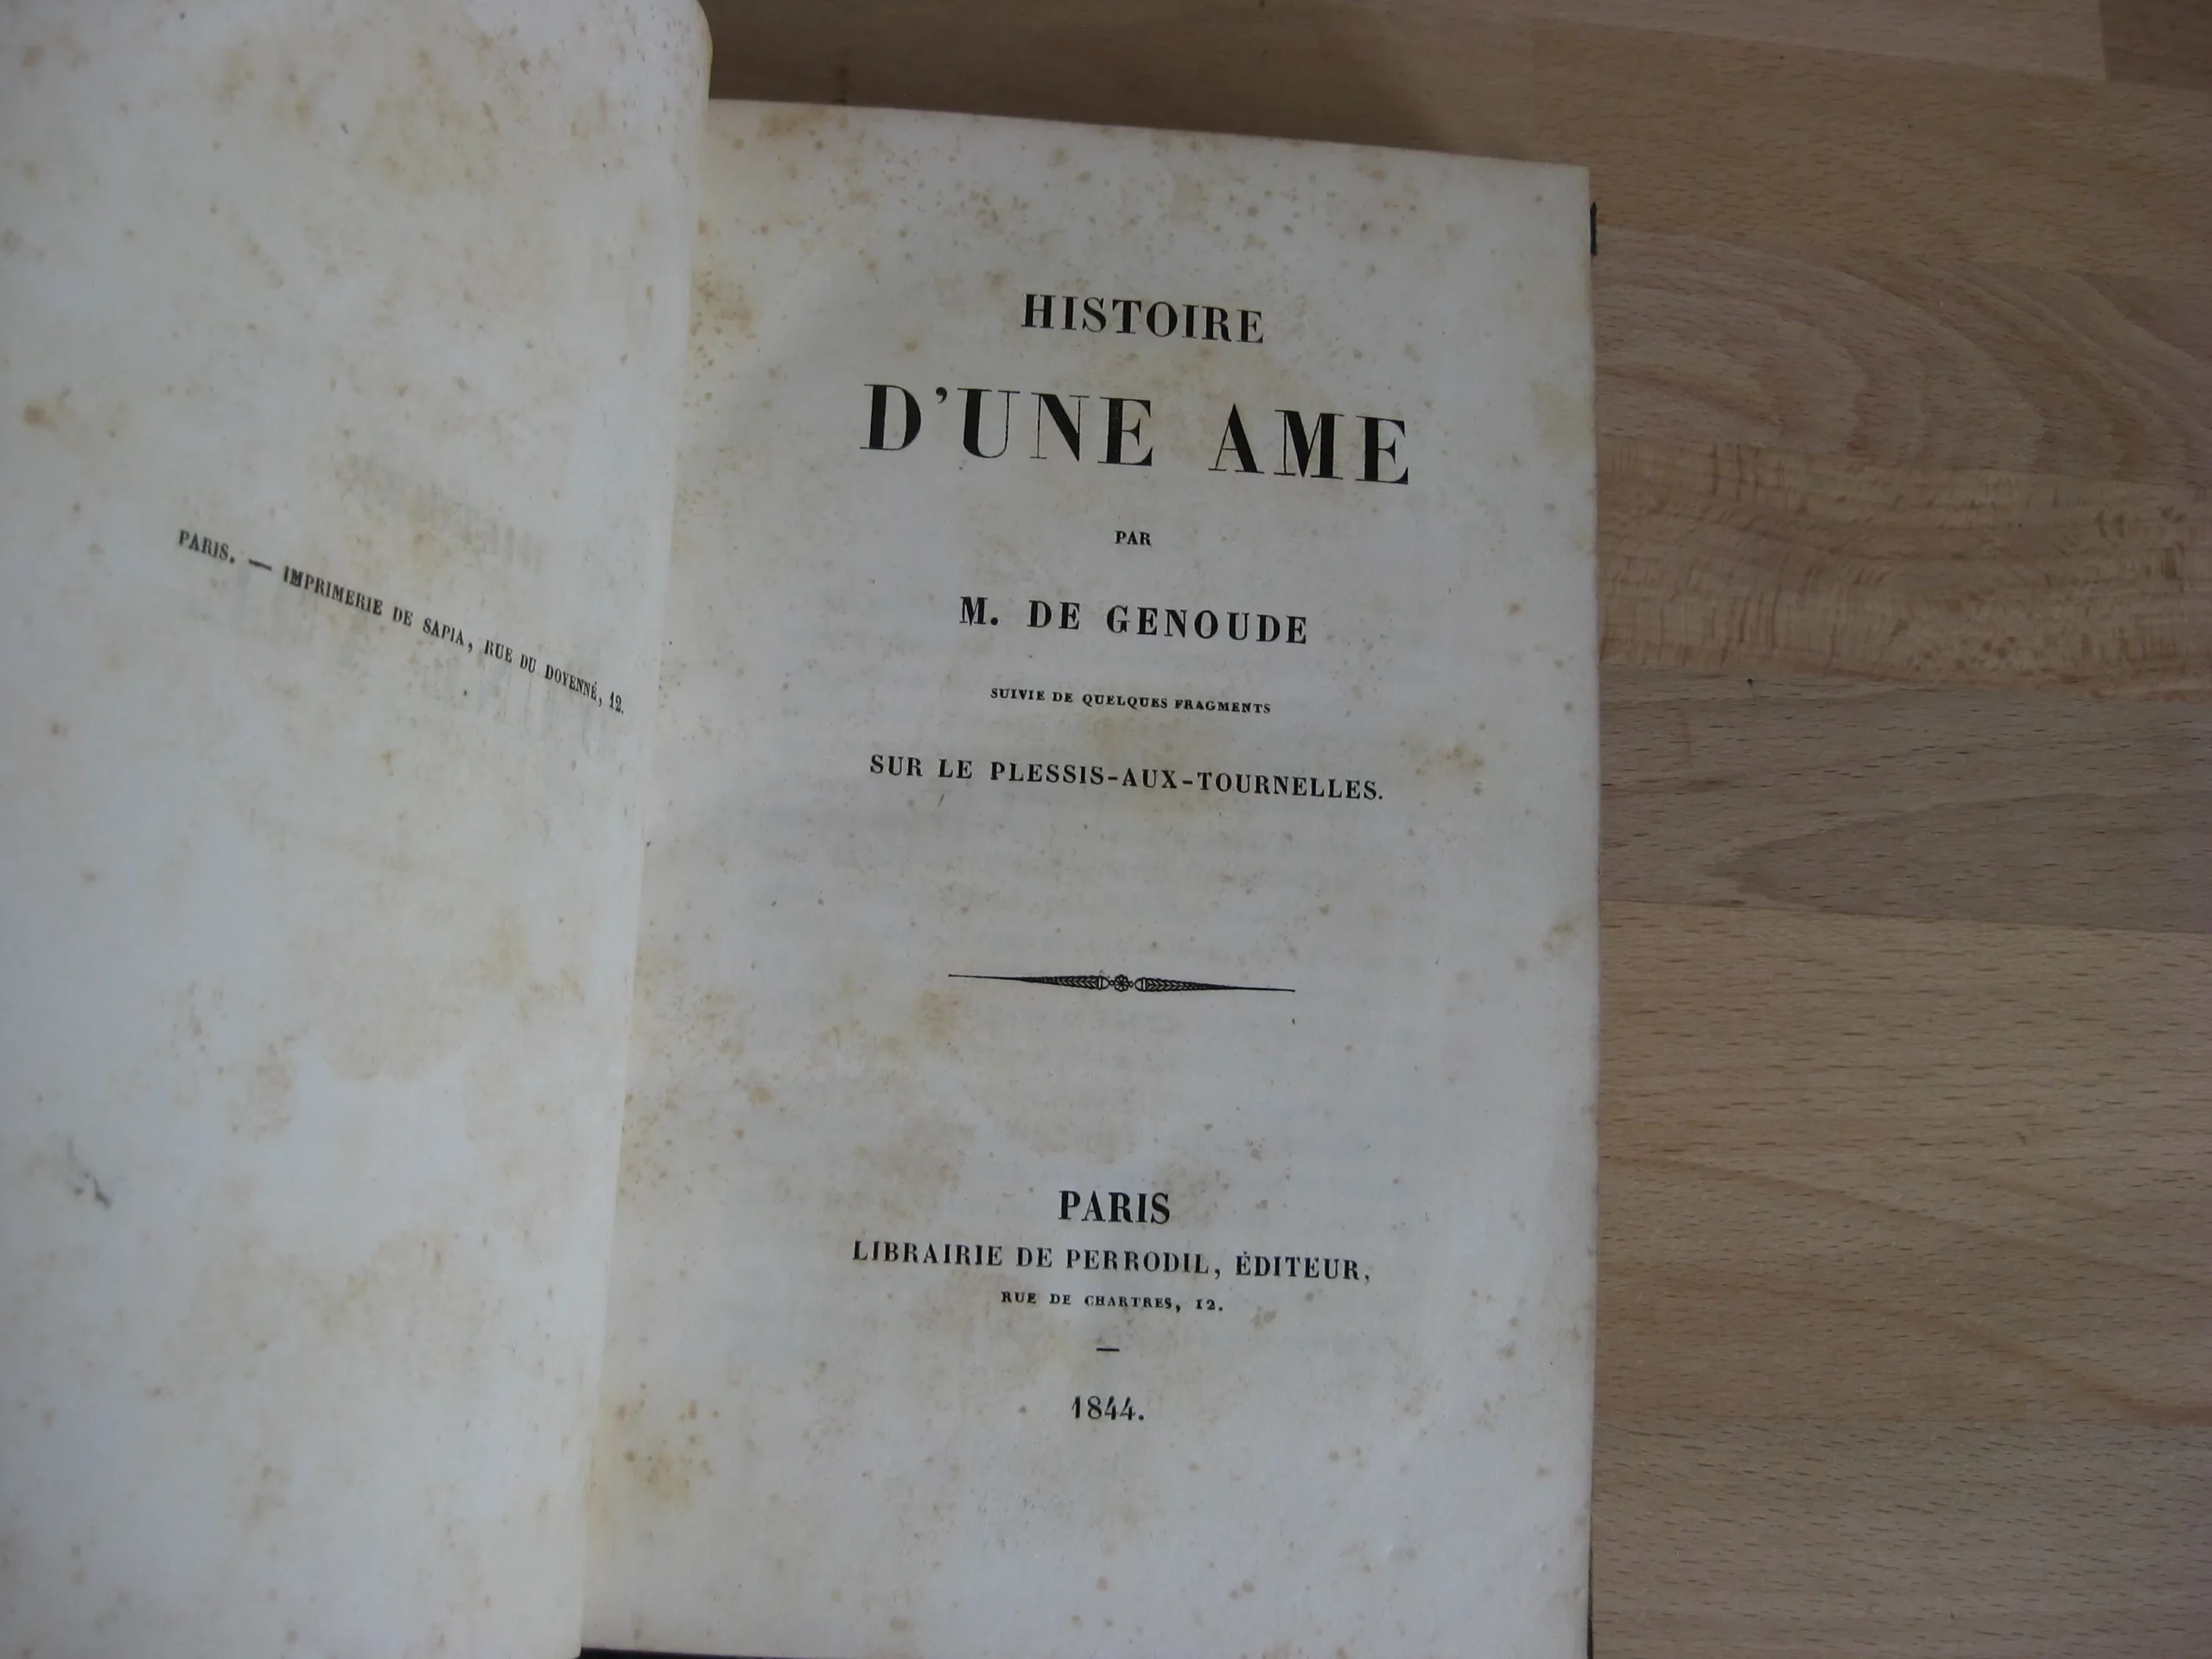 PARIS. — IMPRIMERIE DE SAPIA, RUE DU DOYENNÉ, 12.
HISTOIRE
D'UNE AME
PAR
M. DE GENOUDE
SUIVIE DE QUELQUES FRAGMENTS
SUR LE PLESSIS-AUX-TOURNELLES.
PARIS
LIBRAIRIE DE PERRODIL, ÉDITEUR,
RUE DE CHARTRES, 12.
—
1844.